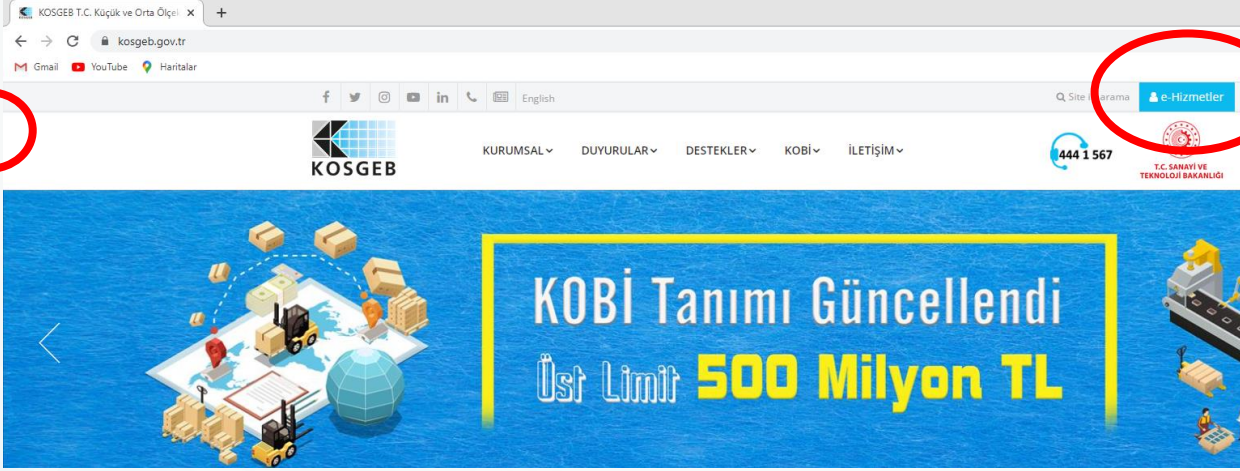 KOSGEB T.C. Küçük ve Orta Ölçe
kosgeb.gov.tr
Gmail YouTube Haritalar
English
Site arama
e-Hizmetler
KOSGEB
KURUMSAL DUYURULAR DESTEKLER KOBİ İLETİŞİM
444 1 567
T.C. SANAYİ VE
TEKNOLOJİ BAKANLIĞI
KOBİ Tanımı Güncellendi
Üst Limit 500 Milyon TL